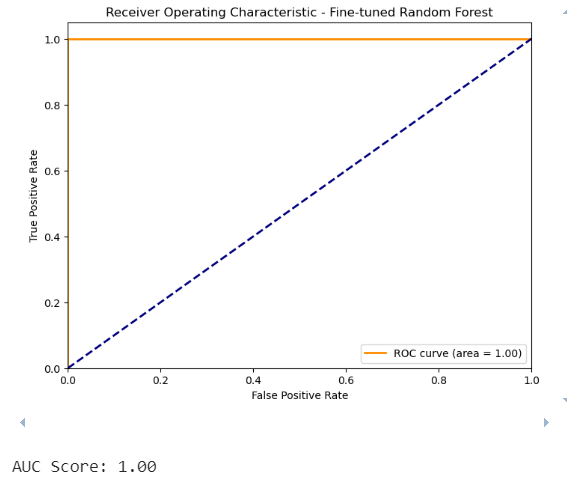 Receiver Operating Characteristic - Fine-tuned Random Forest
True Positive Rate
1.0
0.8
0.6
0.4
0.2
0.0
ROC curve (area = 1.00)
0.0 0.2 0.4 0.6 0.8 1.0
False Positive Rate
AUC Score: 1.00